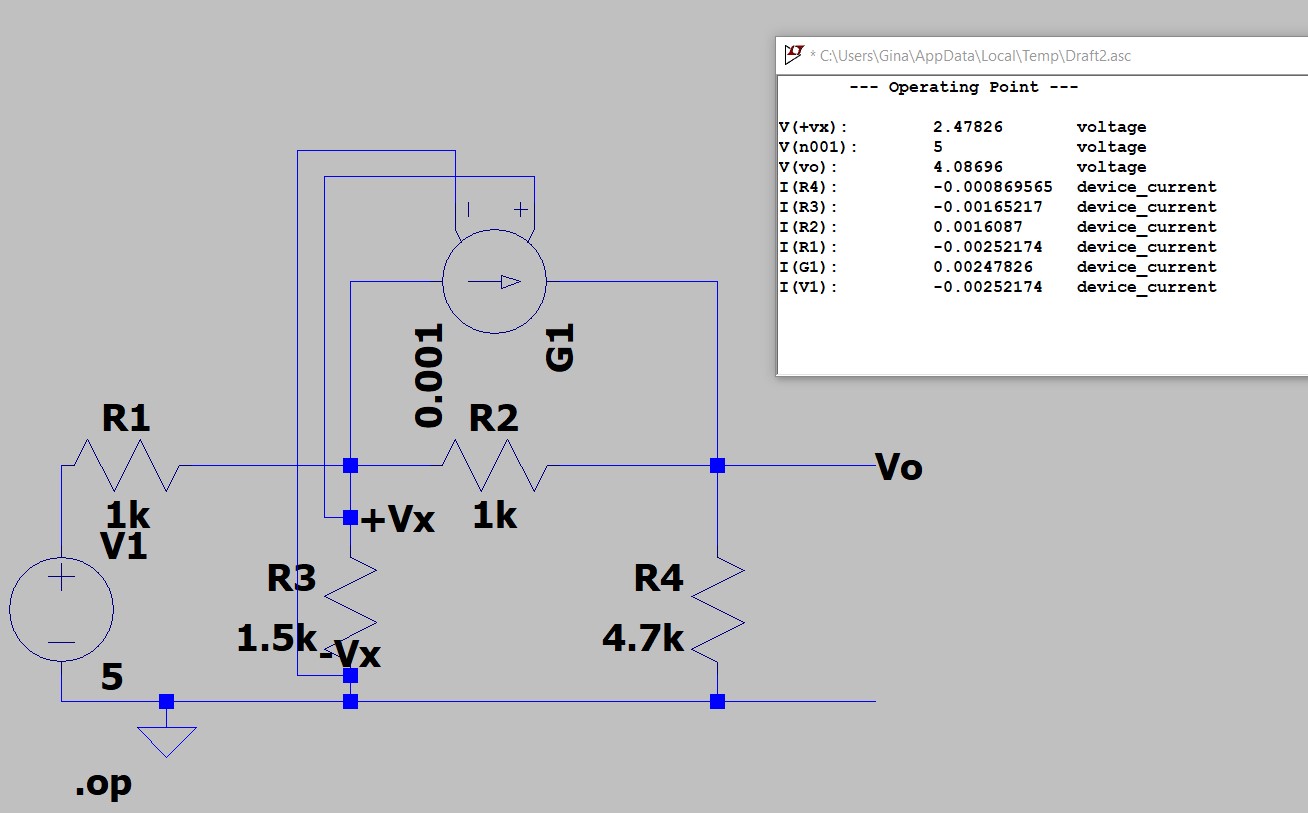 * C:\Users\Gina\AppData\Local\Temp\Draft2.asc
--- Operating Point ---
V(+vx): 2.47826 voltage
V(n001): 5 voltage
V(vo): 4.08696 voltage
I(R4): -0.000869565 device_current
I(R3): -0.00165217 device_current
I(R2): 0.0016087 device_current
I(R1): -0.00252174 device_current
I(G1): 0.00247826 device_current
I(V1): -0.00252174 device_current
0.001
G1
R1
R2
Vo
1k
+Vx
1k
V1
R3
R4
1.5k
4.7k
-Vx
5
.op